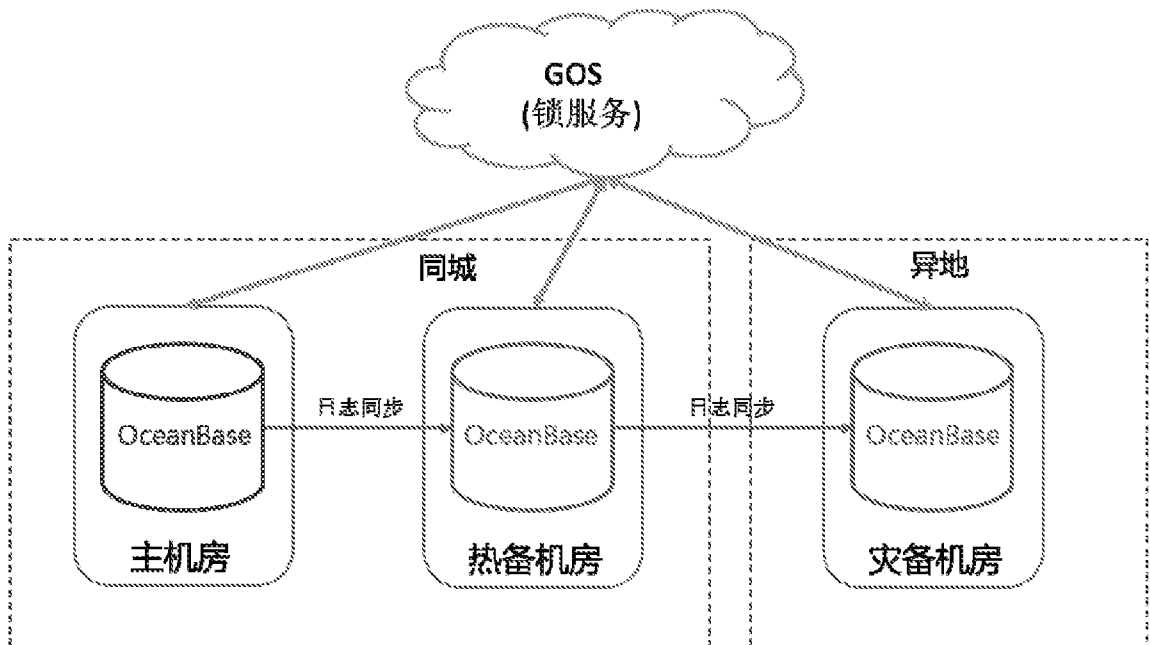 GOS
(锁服务)
同城
异地
日志同步
日志同步
OceanBase
OceanBase
OceanBase
主机房
热备机房
灾备机房